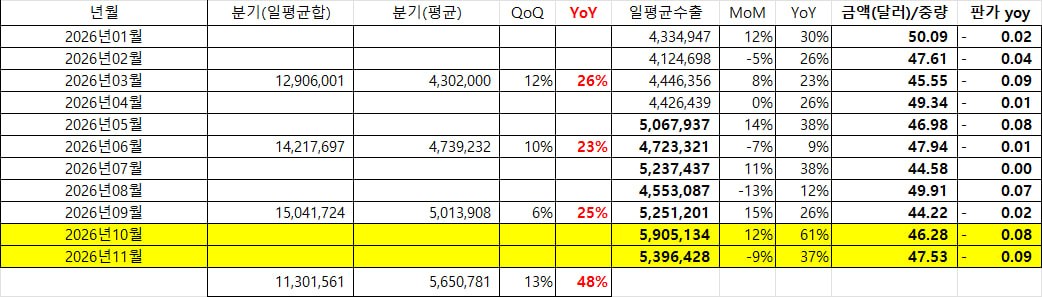 년월 분기(일평균합) 분기(평균) QoQ YoY 일평균수출 MoM YoY 금액(달러)/중량 판가 yoy
2026년01월 4,334,947 12% 30% 50.09 - 0.02
2026년02월 4,124,698 -5% 26% 47.61 - 0.04
2026년03월 12,906,001 4,302,000 12% 26% 4,446,356 8% 23% 45.55 - 0.09
2026년04월 4,426,439 0% 26% 49.34 - 0.01
2026년05월 5,067,937 14% 38% 46.98 - 0.08
2026년06월 14,217,697 4,739,232 10% 23% 4,723,321 -7% 9% 47.94 - 0.01
2026년07월 5,237,437 11% 38% 44.58 0.00
2026년08월 4,553,087 -13% 12% 49.91 0.07
2026년09월 15,041,724 5,013,908 6% 25% 5,251,201 15% 26% 44.22 - 0.02
2026년10월 5,905,134 12% 61% 46.28 - 0.08
2026년11월 5,396,428 -9% 37% 47.53 - 0.09
11,301,561 5,650,781 13% 48%